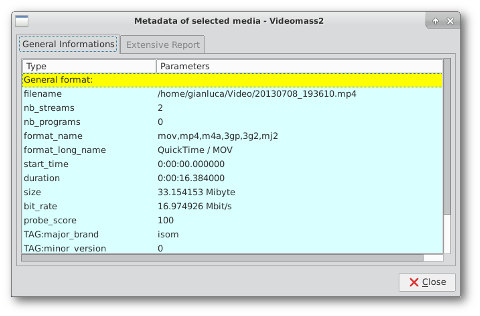 Metadata of selected media - Videomass2
General Informations Extensive Report
Type Parameters
General format:
filename /home/gianluca/Video/20130708_193610.mp4
nb_streams 2
nb_programs 0
format_name mov,mp4,m4a,3gp,3g2,mj2
format_long_name QuickTime / MOV
start_time 0:00:00.000000
duration 0:00:16.384000
size 33.154153 Mibyte
bit_rate 16.974926 Mbit/s
probe_score 100
TAG:major_brand isom
TAG:minor_version 0
Close